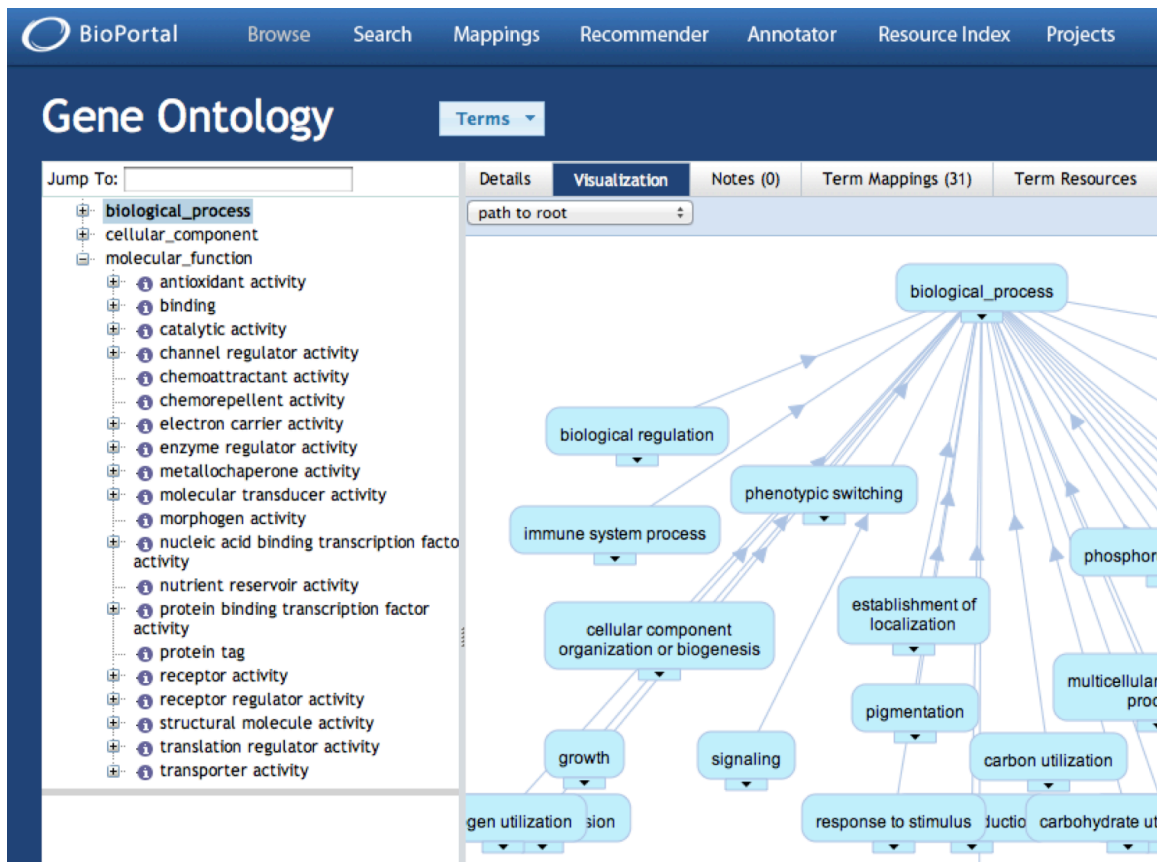 BioPortal Browse Search Mappings Recommender Annotator Resource Index Projects
Gene Ontology Terms
Jump To:
biological_process
cellular_component
molecular_function
antioxidant activity
binding
catalytic activity
channel regulator activity
chemoattractant activity
chemorepellent activity
electron carrier activity
enzyme regulator activity
metallochaperone activity
molecular transducer activity
morphogen activity
nucleic acid binding transcription facto
activity
nutrient reservoir activity
protein binding transcription factor
activity
protein tag
receptor activity
receptor regulator activity
structural molecule activity
translation regulator activity
transporter activity
Details Visualization Notes (0) Term Mappings (31) Term Resources
path to root
biological_process
biological regulation
phenotypic switching
immune system process
phosphor
establishment of
localization
cellular component
organization or biogenesis
multicellular
proc
pigmentation
growth
signaling
carbon utilization
gen utilization
sion
response to stimulus
ductio
carbohydrate ut